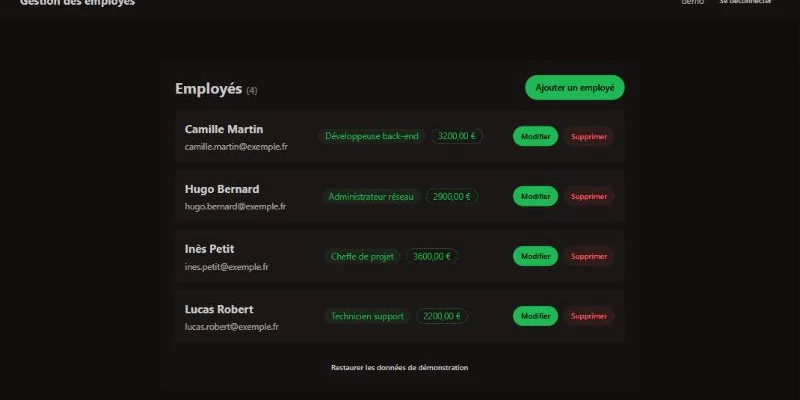 Gestion des employés
demo Se déconnecter
Employés (4)
Ajouter un employé
Camille Martin
camille.martin@exemple.fr
Développeuse back-end 3200,00 €
Modifier Supprimer
Hugo Bernard
hugo.bernard@exemple.fr
Administrateur réseau 2900,00 €
Modifier Supprimer
Inès Petit
ines.petit@exemple.fr
Cheffe de projet 3600,00 €
Modifier Supprimer
Lucas Robert
lucas.robert@exemple.fr
Technicien support 2200,00 €
Modifier Supprimer
Restaurer les données de démonstration